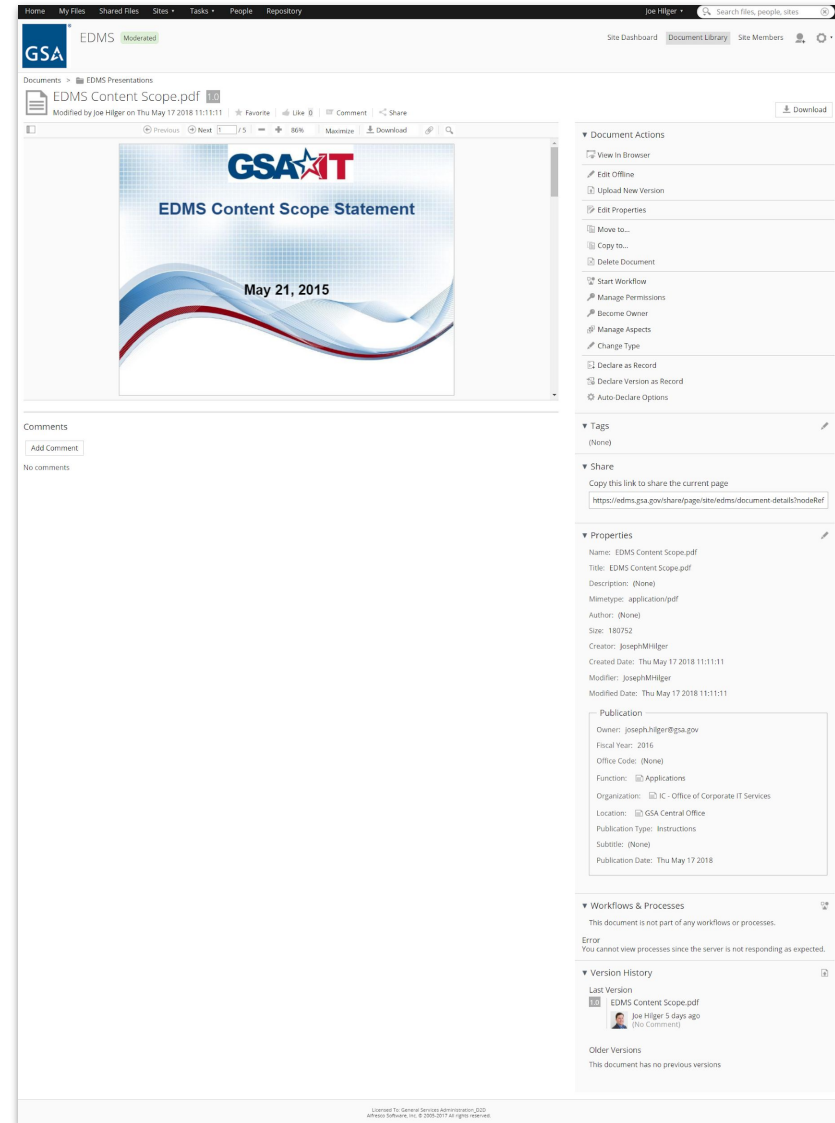 Home My Files Shared Files Sites Tasks People Repository Joe Hilger Search files, people, sites
GSA
EDMS Moderated Site Dashboard Document Library Site Members
Documents > EDMS Presentations
EDMS Content Scope.pdf 1.0
Modified by Joe Hilger on Thu May 17 2018 11:11:11 Favorite Like 0 Comment Share
Download
Previous Next 1 / 5 86% Maximize Download
GSA IT
EDMS Content Scope Statement
May 21, 2015
Comments
Add Comment
No comments
Document Actions
View In Browser
Edit Offline
Upload New Version
Edit Properties
Move to...
Copy to...
Delete Document
Start Workflow
Manage Permissions
Become Owner
Manage Aspects
Change Type
Declare as Record
Declare Version as Record
Auto-Declare Options
Tags
(None)
Share
Copy this link to share the current page
https://edms.gsa.gov/share/page/site/edms/document-details?nodeRef
Properties
Name: EDMS Content Scope.pdf
Title: EDMS Content Scope.pdf
Description: (None)
Mimetype: application/pdf
Author: (None)
Size: 180752
Creator: JosephMHilger
Created Date: Thu May 17 2018 11:11:11
Modifier: JosephMHilger
Modified Date: Thu May 17 2018 11:11:11
Publication
Owner: joseph.hilger@gsa.gov
Fiscal Year: 2016
Office Code: (None)
Function: Applications
Organization: IC - Office of Corporate IT Services
Location: GSA Central Office
Publication Type: Instructions
Subtitle: (None)
Publication Date: Thu May 17 2018
Workflows & Processes
This document is not part of any workflows or processes.
Error
You cannot view processes since the server is not responding as expected.
Version History
Last Version
1.0 EDMS Content Scope.pdf
Joe Hilger 5 days ago
(No Comment)
Older Versions
This document has no previous versions
Licensed To: General Services Administration_D2D
Alfresco Software, Inc. © 2005-2017 All rights reserved.